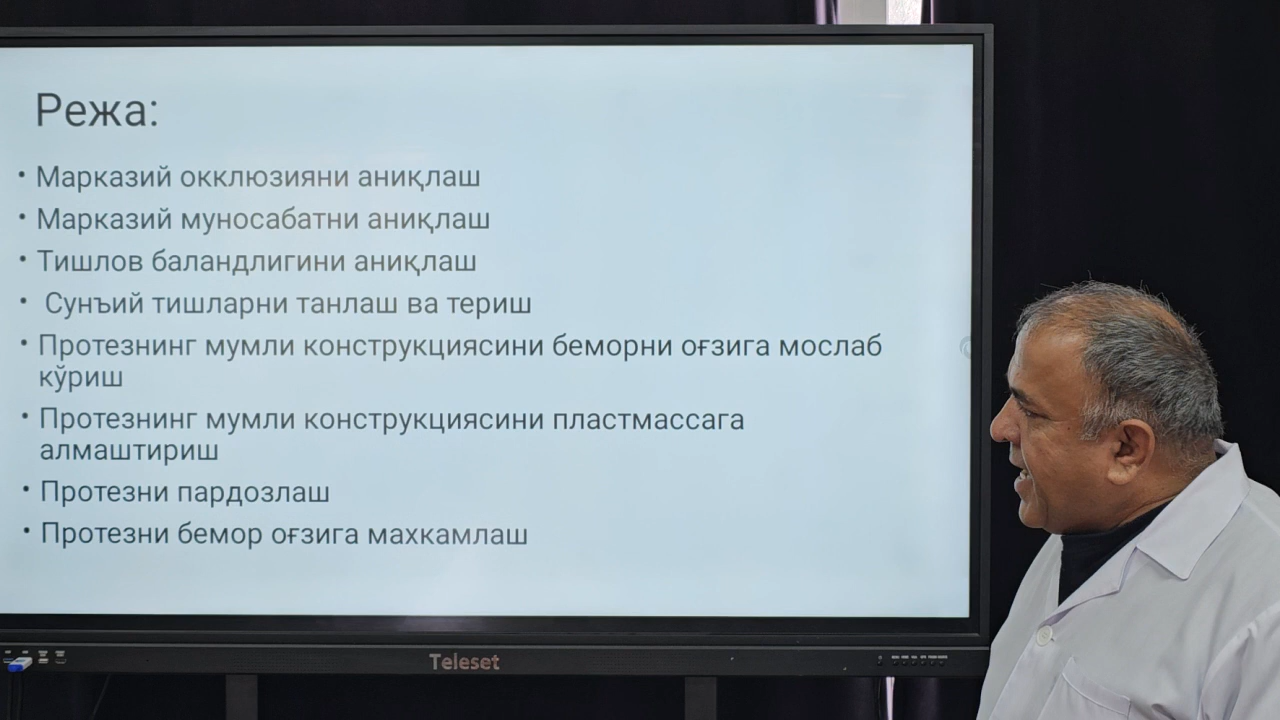 Режа:
• Марказий окклюзияни аниқлаш
• Марказий муносабатни аниқлаш
• Тишлов баландлигини аниқлаш
• Сунъий тишларни танлаш ва териш
• Протезнинг мумли конструкциясини беморни оғзига мослаб
кўриш
• Протезнинг мумли конструкциясини пластмассага
алмаштириш
• Протезни пардозлаш
• Протезни бемор оғзига махкамлаш
Teleset